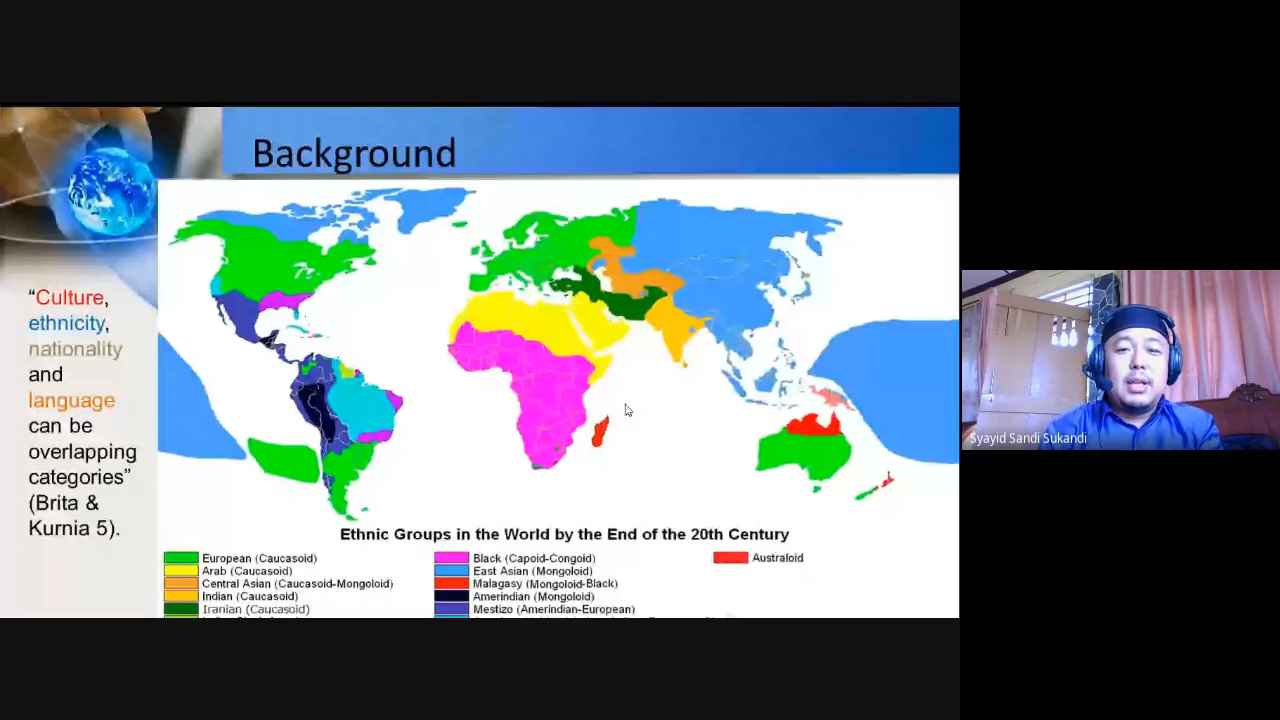 Background
“Culture,
ethnicity,
nationality
and
language
can be
overlapping
categories”
(Brita &
Kurnia 5).
Ethnic Groups in the World by the End of the 20th Century
European (Caucasoid)
Arab (Caucasoid)
Central Asian (Caucasoid-Mongoloid)
Indian (Caucasoid)
Iranian (Caucasoid)
Black (Capoid-Congoid)
East Asian (Mongoloid)
Malagasy (Mongoloid-Black)
Amerindian (Mongoloid)
Mestizo (Amerindian-European)
Australoid
Syayid Sandi Sukandi